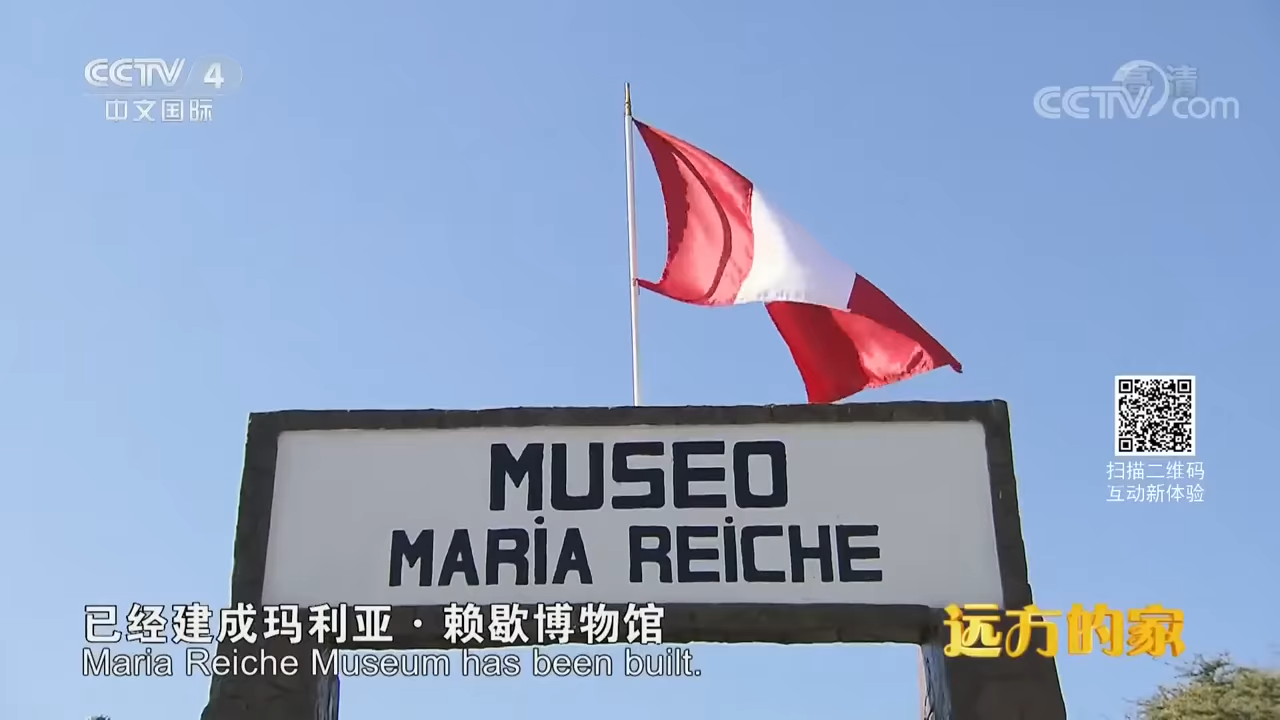 CCTV 4
中文国际
高清
CCTV.com
MUSEO
MARIA REICHE
扫描二维码
互动新体验
已经建成玛利亚·赖歇博物馆
Maria Reiche Museum has been built.
远方的家